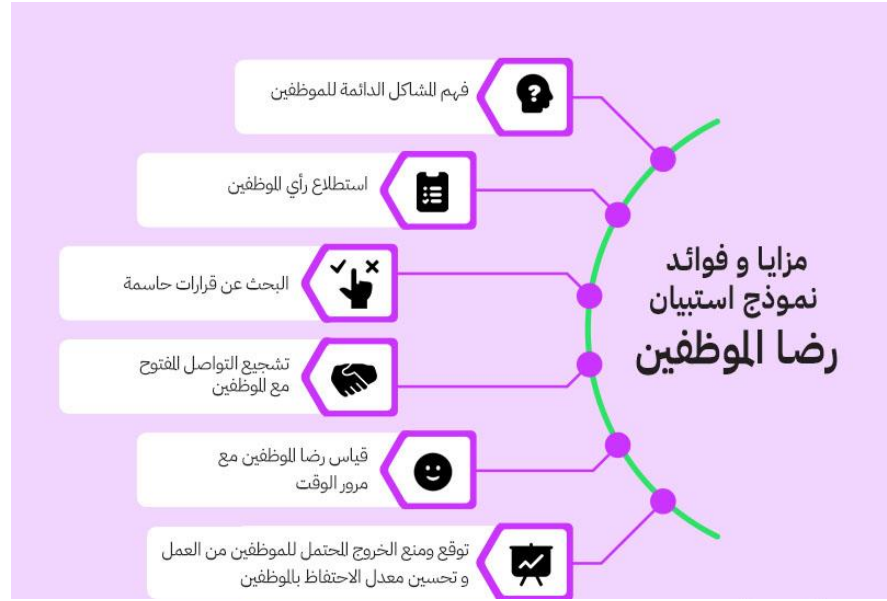 مزايا و فوائد
نموذج استبيان
رضا الموظفين
فهم المشاكل الدائمة للموظفين
استطلاع رأي الموظفين
البحث عن قرارات حاسمة
تشجيع التواصل المفتوح
مع الموظفين
قياس رضا الموظفين مع
مرور الوقت
توقع ومنع الخروج المحتمل للموظفين من العمل
و تحسين معدل الاحتفاظ بالموظفين